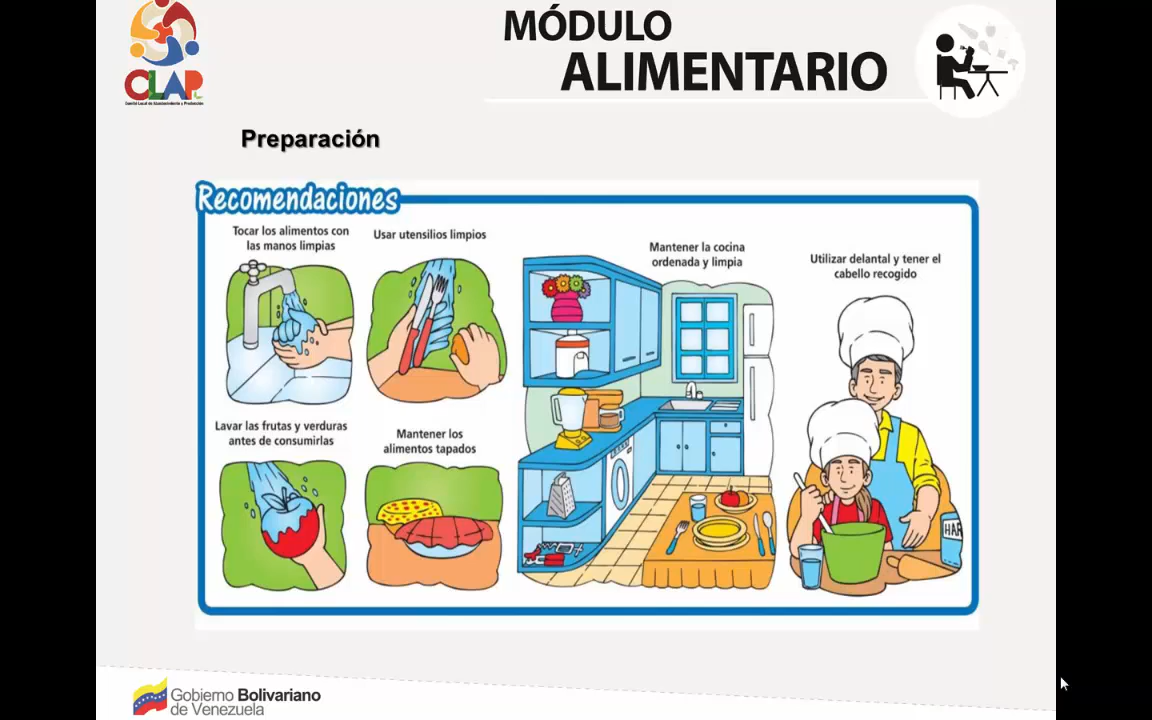 CLAP
Comité Local de Abastecimiento y Producción
MÓDULO
ALIMENTARIO
Preparación
Recomendaciones
Tocar los alimentos con
las manos limpias
Usar utensilios limpios
Mantener la cocina
ordenada y limpia
Utilizar delantal y tener el
cabello recogido
Lavar las frutas y verduras
antes de consumirlas
Mantener los
alimentos tapados
HAR
Gobierno Bolivariano
de Venezuela